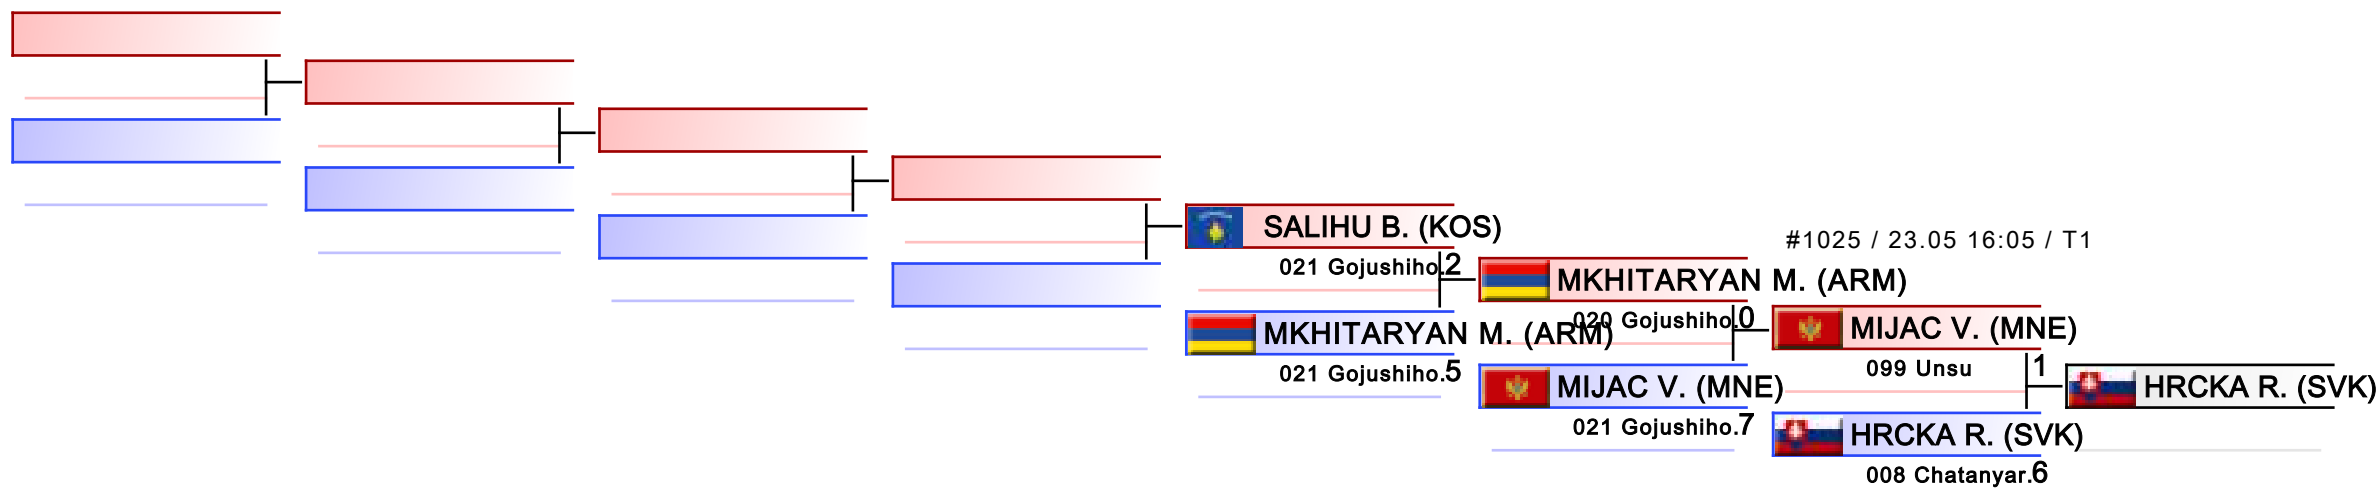 SALIHU B. (KOS)
021 Gojushiho. 2
MKHITARYAN M. (ARM)
021 Gojushiho. 5
MKHITARYAN M. (ARM)
020 Gojushiho. 0
MIJAC V. (MNE)
021 Gojushiho. 7
#1025 / 23.05 16:05 / T1
MIJAC V. (MNE)
099 Unsu 1
HRCKA R. (SVK)
008 Chatanyar. 6
HRCKA R. (SVK)